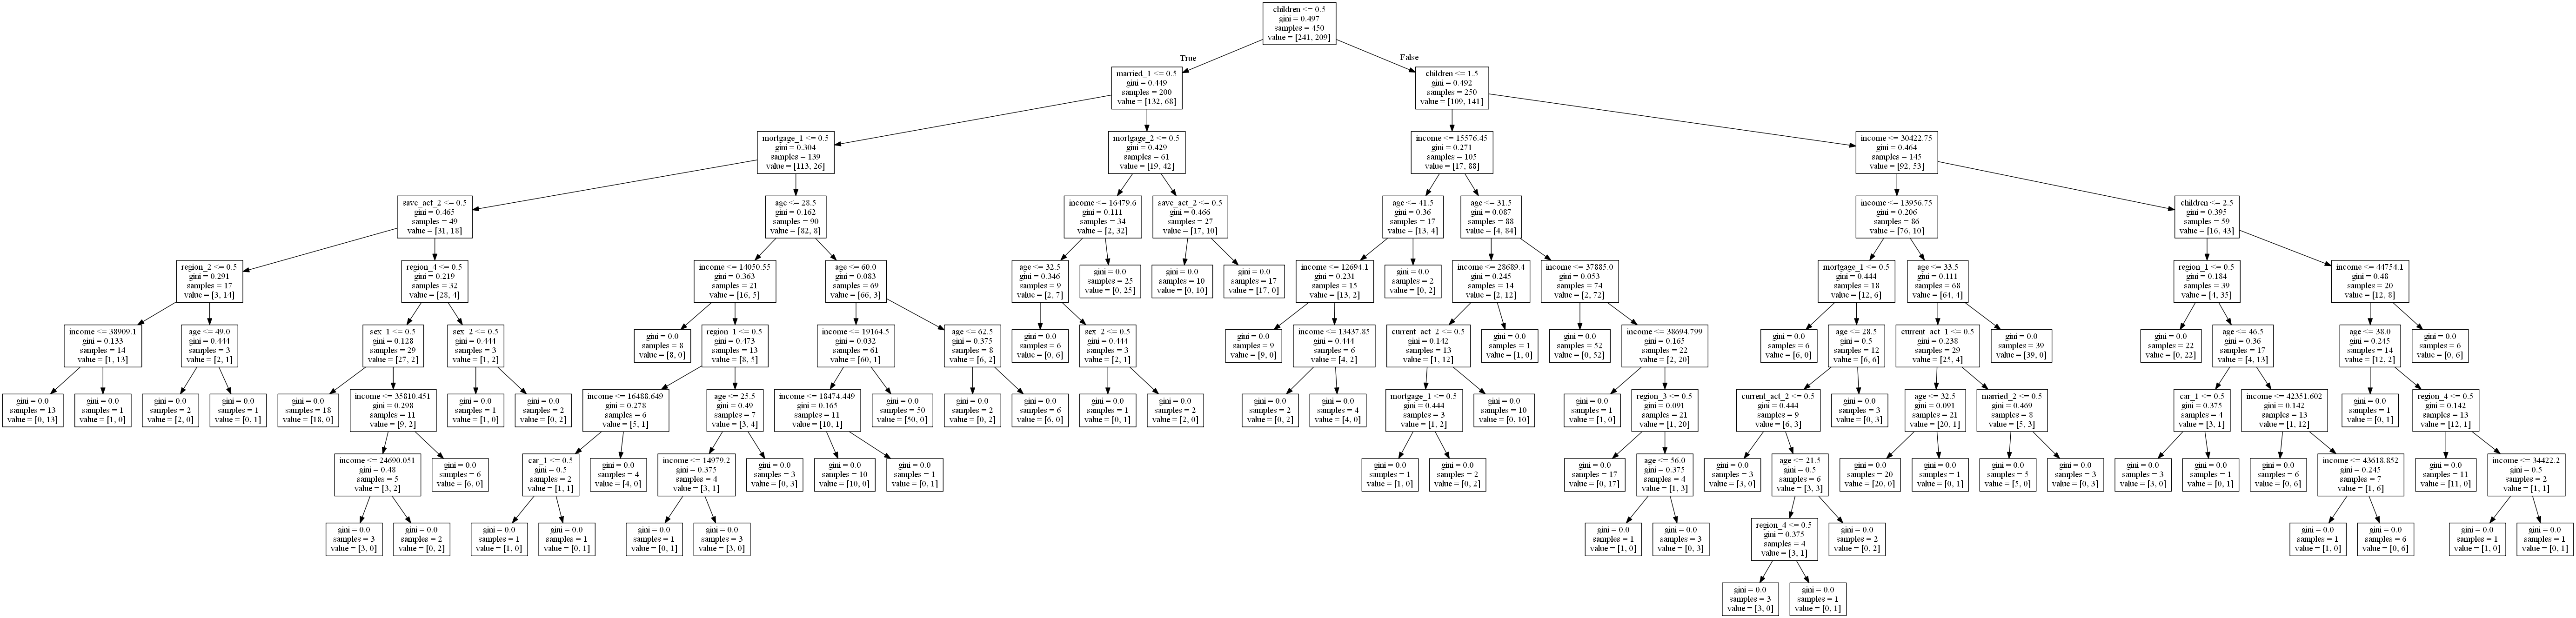 children <= 0.5
gini = 0.497
samples = 450
value = [241, 209]
True
False
married_1 <= 0.5
gini = 0.449
samples = 200
value = [132, 68]
children <= 1.5
gini = 0.492
samples = 250
value = [109, 141]
mortgage_1 <= 0.5
gini = 0.304
samples = 139
value = [113, 26]
mortgage_2 <= 0.5
gini = 0.429
samples = 61
value = [19, 42]
income <= 15576.45
gini = 0.271
samples = 105
value = [17, 88]
income <= 30422.75
gini = 0.464
samples = 145
value = [92, 53]
save_act_2 <= 0.5
gini = 0.465
samples = 49
value = [31, 18]
age <= 28.5
gini = 0.162
samples = 90
value = [82, 8]
income <= 16479.6
gini = 0.111
samples = 34
value = [2, 32]
save_act_2 <= 0.5
gini = 0.466
samples = 27
value = [17, 10]
age <= 41.5
gini = 0.36
samples = 17
value = [13, 4]
age <= 31.5
gini = 0.087
samples = 88
value = [4, 84]
income <= 13956.75
gini = 0.206
samples = 86
value = [76, 10]
children <= 2.5
gini = 0.395
samples = 59
value = [16, 43]
region_2 <= 0.5
gini = 0.291
samples = 17
value = [3, 14]
region_4 <= 0.5
gini = 0.219
samples = 32
value = [28, 4]
income <= 14050.55
gini = 0.363
samples = 21
value = [16, 5]
age <= 60.0
gini = 0.083
samples = 69
value = [66, 3]
age <= 32.5
gini = 0.346
samples = 9
value = [2, 7]
gini = 0.0
samples = 25
value = [0, 25]
gini = 0.0
samples = 10
value = [0, 10]
gini = 0.0
samples = 17
value = [17, 0]
income <= 12694.1
gini = 0.231
samples = 15
value = [13, 2]
gini = 0.0
samples = 2
value = [0, 2]
income <= 28689.4
gini = 0.245
samples = 14
value = [2, 12]
income <= 37885.0
gini = 0.053
samples = 74
value = [2, 72]
mortgage_1 <= 0.5
gini = 0.444
samples = 18
value = [12, 6]
age <= 33.5
gini = 0.111
samples = 68
value = [64, 4]
region_1 <= 0.5
gini = 0.184
samples = 39
value = [4, 35]
income <= 44754.1
gini = 0.48
samples = 20
value = [12, 8]
income <= 38909.1
gini = 0.133
samples = 14
value = [1, 13]
age <= 49.0
gini = 0.444
samples = 3
value = [2, 1]
sex_1 <= 0.5
gini = 0.128
samples = 29
value = [27, 2]
sex_2 <= 0.5
gini = 0.444
samples = 3
value = [1, 2]
gini = 0.0
samples = 8
value = [8, 0]
region_1 <= 0.5
gini = 0.473
samples = 13
value = [8, 5]
income <= 19164.5
gini = 0.032
samples = 61
value = [60, 1]
age <= 62.5
gini = 0.375
samples = 8
value = [6, 2]
gini = 0.0
samples = 6
value = [0, 6]
sex_2 <= 0.5
gini = 0.444
samples = 3
value = [2, 1]
gini = 0.0
samples = 9
value = [9, 0]
income <= 13437.85
gini = 0.444
samples = 6
value = [4, 2]
current_act_2 <= 0.5
gini = 0.142
samples = 13
value = [1, 12]
gini = 0.0
samples = 1
value = [1, 0]
gini = 0.0
samples = 52
value = [0, 52]
income <= 38694.799
gini = 0.165
samples = 22
value = [2, 20]
gini = 0.0
samples = 6
value = [6, 0]
age <= 28.5
gini = 0.5
samples = 12
value = [6, 6]
current_act_1 <= 0.5
gini = 0.238
samples = 29
value = [25, 4]
gini = 0.0
samples = 39
value = [39, 0]
gini = 0.0
samples = 22
value = [0, 22]
age <= 46.5
gini = 0.36
samples = 17
value = [4, 13]
age <= 38.0
gini = 0.245
samples = 14
value = [12, 2]
gini = 0.0
samples = 6
value = [0, 6]
gini = 0.0
samples = 13
value = [0, 13]
gini = 0.0
samples = 1
value = [1, 0]
gini = 0.0
samples = 2
value = [2, 0]
gini = 0.0
samples = 1
value = [0, 1]
gini = 0.0
samples = 18
value = [18, 0]
income <= 35810.451
gini = 0.298
samples = 11
value = [9, 2]
gini = 0.0
samples = 1
value = [1, 0]
gini = 0.0
samples = 2
value = [0, 2]
income <= 16488.649
gini = 0.278
samples = 6
value = [5, 1]
age <= 25.5
gini = 0.49
samples = 7
value = [3, 4]
income <= 18474.449
gini = 0.165
samples = 11
value = [10, 1]
gini = 0.0
samples = 50
value = [50, 0]
gini = 0.0
samples = 2
value = [0, 2]
gini = 0.0
samples = 6
value = [6, 0]
gini = 0.0
samples = 1
value = [0, 1]
gini = 0.0
samples = 2
value = [2, 0]
gini = 0.0
samples = 2
value = [0, 2]
gini = 0.0
samples = 4
value = [4, 0]
mortgage_1 <= 0.5
gini = 0.444
samples = 3
value = [1, 2]
gini = 0.0
samples = 10
value = [0, 10]
gini = 0.0
samples = 1
value = [1, 0]
region_3 <= 0.5
gini = 0.091
samples = 21
value = [1, 20]
current_act_2 <= 0.5
gini = 0.444
samples = 9
value = [6, 3]
gini = 0.0
samples = 3
value = [0, 3]
age <= 32.5
gini = 0.091
samples = 21
value = [20, 1]
married_2 <= 0.5
gini = 0.469
samples = 8
value = [5, 3]
car_1 <= 0.5
gini = 0.375
samples = 4
value = [3, 1]
income <= 42351.602
gini = 0.142
samples = 13
value = [1, 12]
gini = 0.0
samples = 1
value = [0, 1]
region_4 <= 0.5
gini = 0.142
samples = 13
value = [12, 1]
income <= 24690.051
gini = 0.48
samples = 5
value = [3, 2]
gini = 0.0
samples = 6
value = [6, 0]
car_1 <= 0.5
gini = 0.5
samples = 2
value = [1, 1]
gini = 0.0
samples = 4
value = [4, 0]
income <= 14979.2
gini = 0.375
samples = 4
value = [3, 1]
gini = 0.0
samples = 3
value = [0, 3]
gini = 0.0
samples = 10
value = [10, 0]
gini = 0.0
samples = 1
value = [0, 1]
gini = 0.0
samples = 1
value = [1, 0]
gini = 0.0
samples = 2
value = [0, 2]
gini = 0.0
samples = 17
value = [0, 17]
age <= 56.0
gini = 0.375
samples = 4
value = [1, 3]
gini = 0.0
samples = 3
value = [3, 0]
age <= 21.5
gini = 0.5
samples = 6
value = [3, 3]
gini = 0.0
samples = 20
value = [20, 0]
gini = 0.0
samples = 1
value = [0, 1]
gini = 0.0
samples = 5
value = [5, 0]
gini = 0.0
samples = 3
value = [0, 3]
gini = 0.0
samples = 3
value = [3, 0]
gini = 0.0
samples = 1
value = [0, 1]
gini = 0.0
samples = 6
value = [0, 6]
income <= 43618.852
gini = 0.245
samples = 7
value = [1, 6]
gini = 0.0
samples = 11
value = [11, 0]
income <= 34422.2
gini = 0.5
samples = 2
value = [1, 1]
gini = 0.0
samples = 3
value = [3, 0]
gini = 0.0
samples = 2
value = [0, 2]
gini = 0.0
samples = 1
value = [1, 0]
gini = 0.0
samples = 1
value = [0, 1]
gini = 0.0
samples = 1
value = [0, 1]
gini = 0.0
samples = 3
value = [3, 0]
gini = 0.0
samples = 1
value = [1, 0]
gini = 0.0
samples = 3
value = [0, 3]
region_4 <= 0.5
gini = 0.375
samples = 4
value = [3, 1]
gini = 0.0
samples = 2
value = [0, 2]
gini = 0.0
samples = 1
value = [1, 0]
gini = 0.0
samples = 6
value = [0, 6]
gini = 0.0
samples = 1
value = [1, 0]
gini = 0.0
samples = 1
value = [0, 1]
gini = 0.0
samples = 3
value = [3, 0]
gini = 0.0
samples = 1
value = [0, 1]